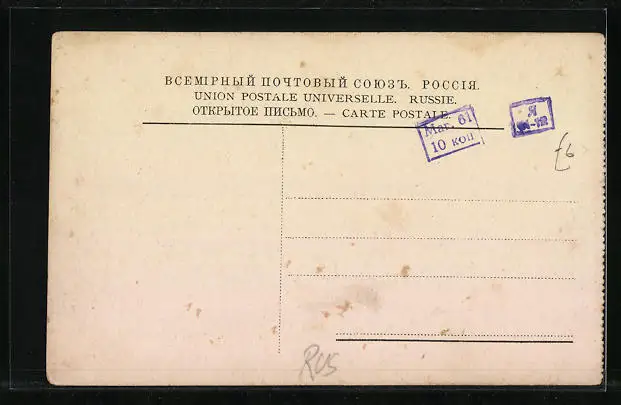 ВСЕМІРНЫЙ ПОЧТОВЫЙ СОЮЗЪ. РОССІЯ.
UNION POSTALE UNIVERSELLE. RUSSIE.
ОТКРЫТОЕ ПИСЬМО. — CARTE POSTALE.
Маг. 61
10 коп
Я
£6
RUS